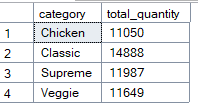 category total_quantity
1 Chicken 11050
2 Classic 14888
3 Supreme 11987
4 Veggie 11649